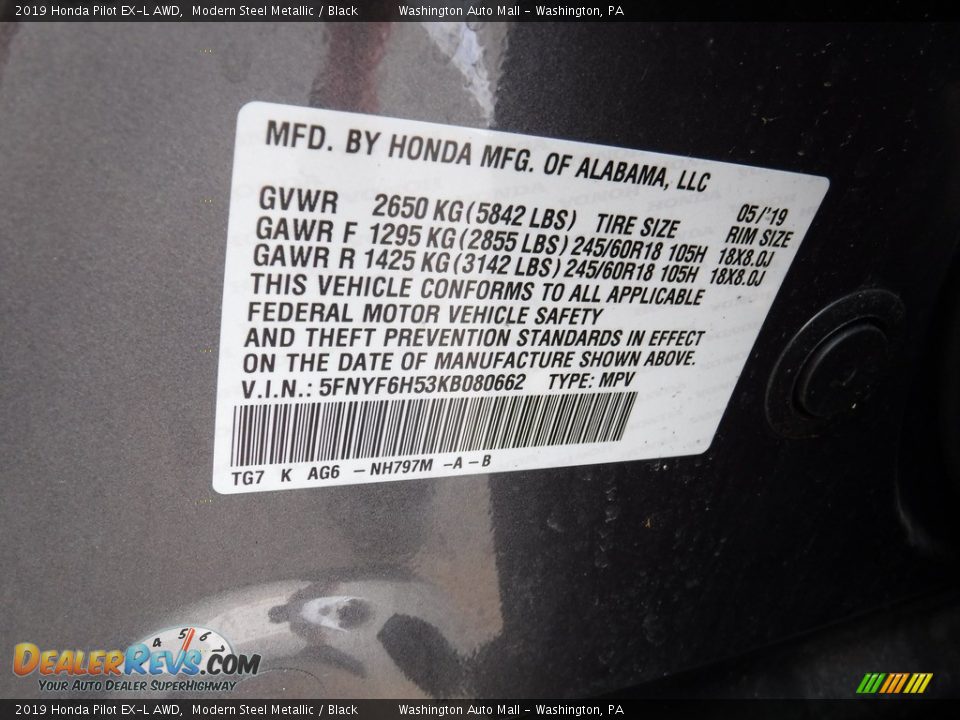 2019 Honda Pilot EX-L AWD, Modern Steel Metallic / Black Washington Auto Mall - Washington, PA
MFD. BY HONDA MFG. OF ALABAMA, LLC
05/'19
GVWR 2650 KG (5842 LBS) TIRE SIZE RIM SIZE
GAWR F 1295 KG (2855 LBS) 245/60R18 105H 18X8.0J
GAWR R 1425 KG (3142 LBS) 245/60R18 105H 18X8.0J
THIS VEHICLE CONFORMS TO ALL APPLICABLE
FEDERAL MOTOR VEHICLE SAFETY
AND THEFT PREVENTION STANDARDS IN EFFECT
ON THE DATE OF MANUFACTURE SHOWN ABOVE.
V.I.N.: 5FNYF6H53KB080662 TYPE: MPV
TG7 K AG6 -NH797M -A-B
4 5 6
DEALERREVS.COM
YOUR AUTO DEALER SUPERHIGHWAY
2019 Honda Pilot EX-L AWD, Modern Steel Metallic / Black Washington Auto Mall - Washington, PA